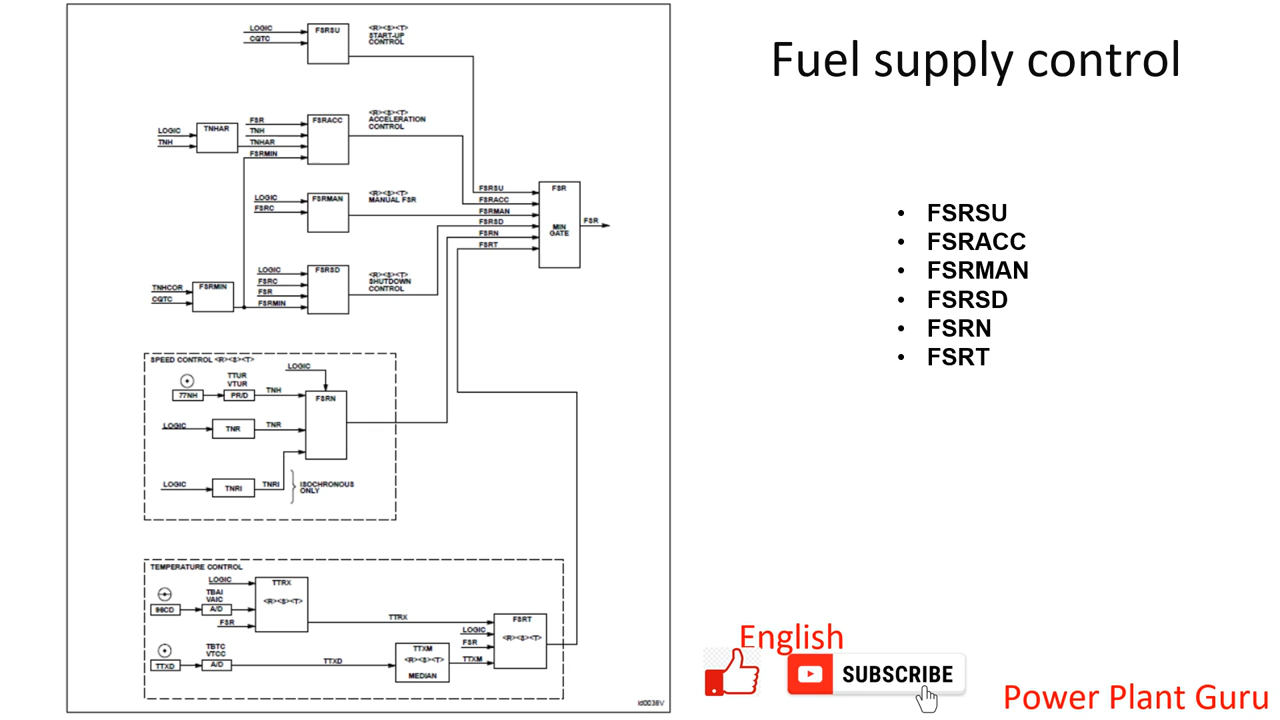 Fuel supply control
LOGIC
CQTC
FSRSU
<R><S><T>
START-UP
CONTROL
LOGIC
TNH
TNHAR
FSR
TNH
TNHAR
FSRMIN
FSRACC
<R><S><T>
ACCELERATION
CONTROL
LOGIC
FSRC
FSRMAN
<R><S><T>
MANUAL FSR
TNHCOR
CQTC
FSRMIN
LOGIC
FSRC
FSR
FSRMIN
FSRSD
<R><S><T>
SHUTDOWN
CONTROL
FSRSU
FSRACC
FSRMAN
FSRSD
FSRN
FSRT
FSR
MIN
GATE
FSR
SPEED CONTROL <R><S><T>
LOGIC
77NH
TTUR
VTUR
PR/D
TNH
FSRN
LOGIC
TNR
TNR
LOGIC
TNRI
TNRI
ISOCHRONOUS
ONLY
TEMPERATURE CONTROL
LOGIC
96CD
TBAI
VAIC
A/D
FSR
TTRX
<R><S><T>
TTRX
TTXD
TBTC
VTCC
A/D
TTXD
TTXM
<R><S><T>
MEDIAN
LOGIC
FSR
TTXM
FSRT
<R><S><T>
id0038V
• FSRSU
• FSRACC
• FSRMAN
• FSRSD
• FSRN
• FSRT
English
SUBSCRIBE
Power Plant Guru